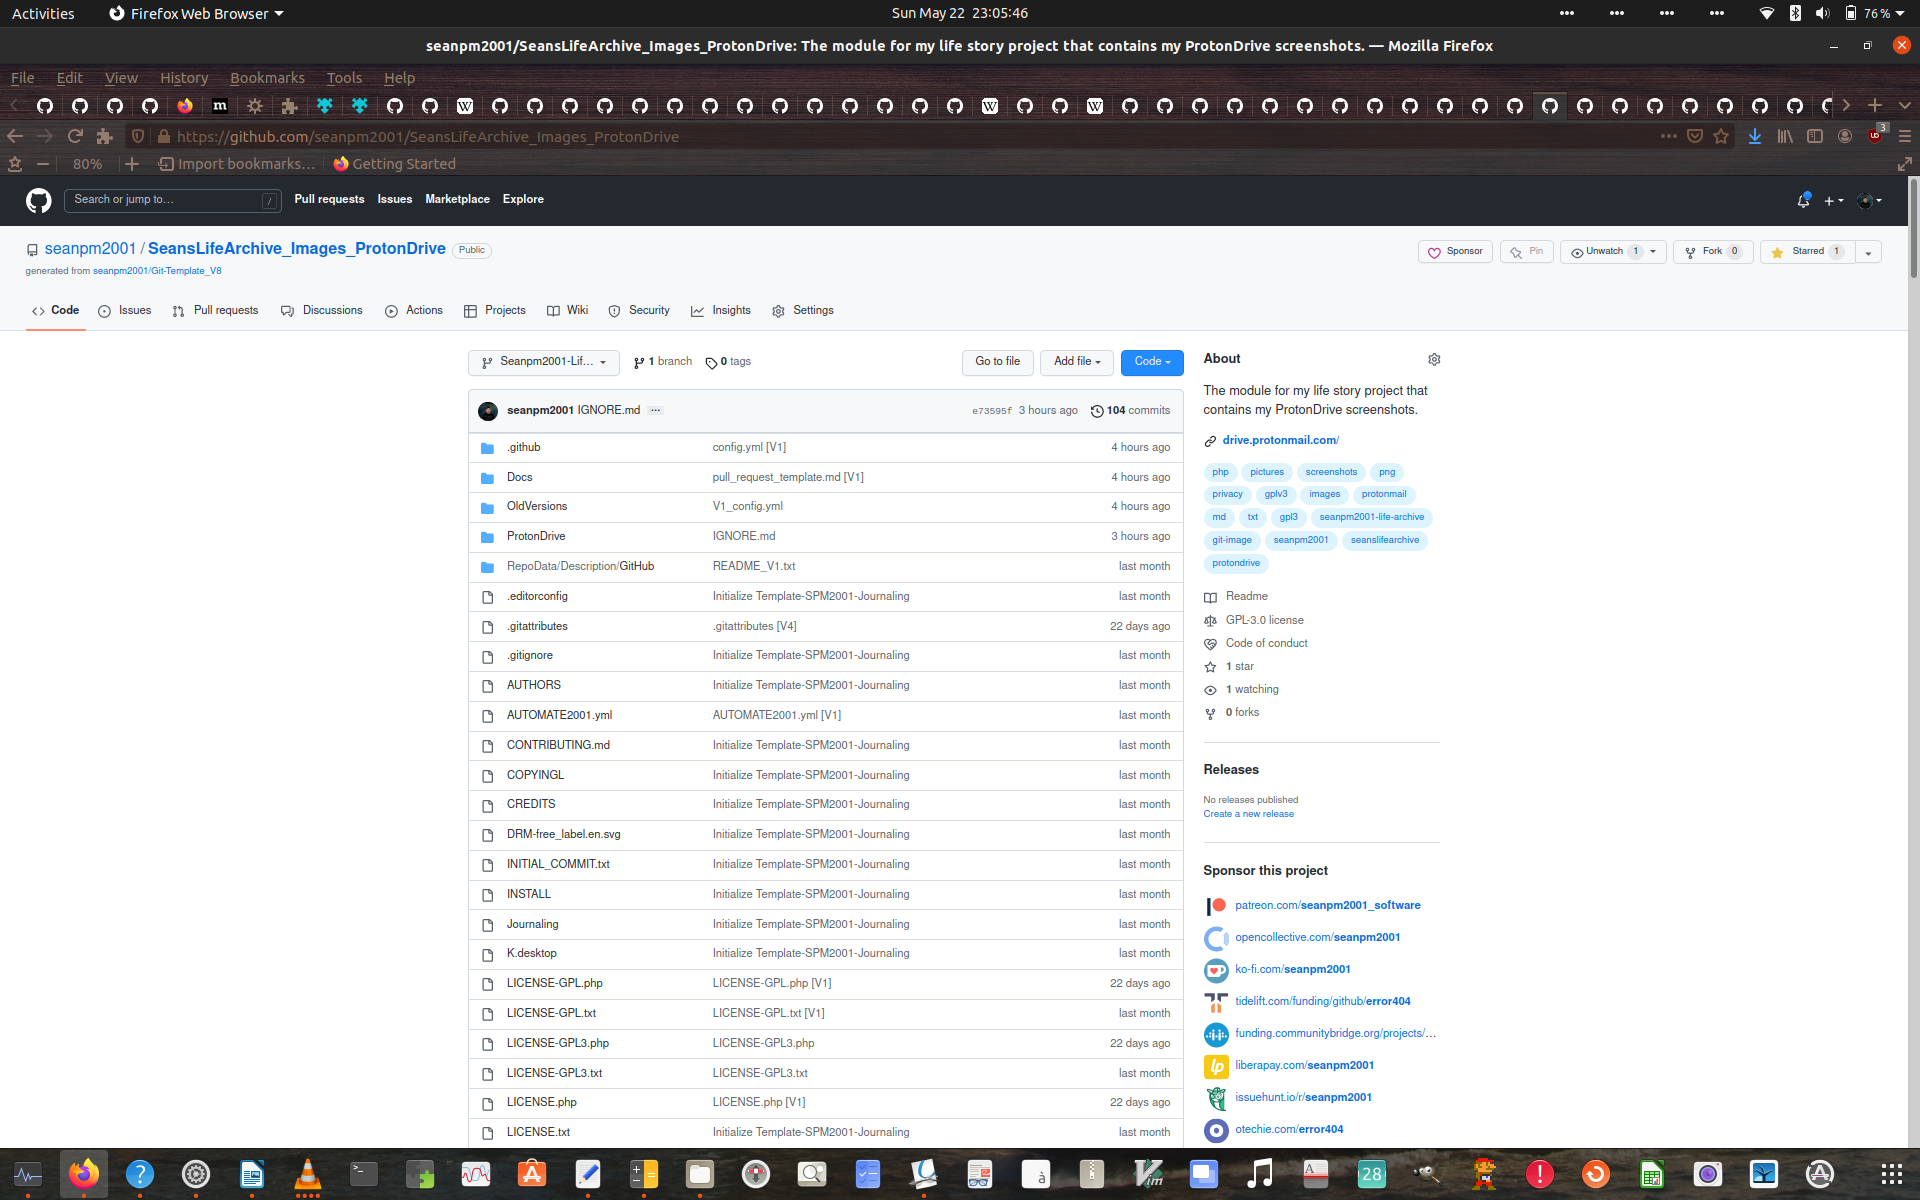 Activities Firefox Web Browser Sun May 22 23:05:46 76 %
seanpm2001/SeansLifeArchive_Images_ProtonDrive: The module for my life story project that contains my ProtonDrive screenshots. — Mozilla Firefox
File Edit View History Bookmarks Tools Help
https://github.com/seanpm2001/SeansLifeArchive_Images_ProtonDrive 3
80% Import bookmarks... Getting Started
Search or jump to... / Pull requests Issues Marketplace Explore
seanpm2001 / SeansLifeArchive_Images_ProtonDrive Public
Sponsor Pin Unwatch 1 Fork 0 Starred 1
generated from seanpm2001/Git-Template_V8
Code Issues Pull requests Discussions Actions Projects Wiki Security Insights Settings
Seanpm2001-Lif... 1 branch 0 tags Go to file Add file Code
seanpm2001 IGNORE.md ... e73595f 3 hours ago 104 commits
.github config.yml [V1] 4 hours ago
Docs pull_request_template.md [V1] 4 hours ago
OldVersions V1_config.yml 4 hours ago
ProtonDrive IGNORE.md 3 hours ago
RepoData/Description/GitHub README_V1.txt last month
.editorconfig Initialize Template-SPM2001-Journaling last month
.gitattributes .gitattributes [V4] 22 days ago
.gitignore Initialize Template-SPM2001-Journaling last month
AUTHORS Initialize Template-SPM2001-Journaling last month
AUTOMATE2001.yml AUTOMATE2001.yml [V1] last month
CONTRIBUTING.md Initialize Template-SPM2001-Journaling last month
COPYINGL Initialize Template-SPM2001-Journaling last month
CREDITS Initialize Template-SPM2001-Journaling last month
DRM-free_label.en.svg Initialize Template-SPM2001-Journaling last month
INITIAL_COMMIT.txt Initialize Template-SPM2001-Journaling last month
INSTALL Initialize Template-SPM2001-Journaling last month
Journaling Initialize Template-SPM2001-Journaling last month
K.desktop Initialize Template-SPM2001-Journaling last month
LICENSE-GPL.php LICENSE-GPL.php [V1] 22 days ago
LICENSE-GPL.txt LICENSE-GPL.txt [V1] last month
LICENSE-GPL3.php LICENSE-GPL3.php 22 days ago
LICENSE-GPL3.txt LICENSE-GPL3.txt last month
LICENSE.php LICENSE.php [V1] 22 days ago
LICENSE.txt Initialize Template-SPM2001-Journaling last month
About
The module for my life story project that
contains my ProtonDrive screenshots.
drive.protonmail.com/
php pictures screenshots png
privacy gplv3 images protonmail
md txt gpl3 seanpm2001-life-archive
git-image seanpm2001 seanslifearchive
protondrive
Readme
GPL-3.0 license
Code of conduct
1 star
1 watching
0 forks
Releases
No releases published
Create a new release
Sponsor this project
patreon.com/seanpm2001_software
opencollective.com/seanpm2001
ko-fi.com/seanpm2001
tidelift.com/funding/github/error404
funding.communitybridge.org/projects/...
liberapay.com/seanpm2001
issuehunt.io/r/seanpm2001
otechie.com/error404
28